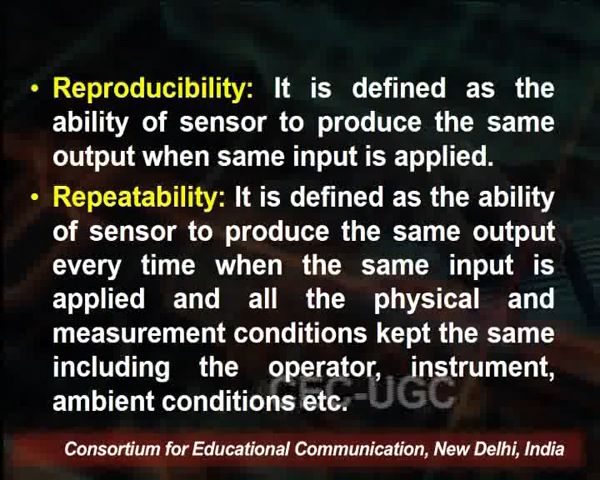 • Reproducibility: It is defined as the
ability of sensor to produce the same
output when same input is applied.
• Repeatability: It is defined as the ability
of sensor to produce the same output
every time when the same input is
applied and all the physical and
measurement conditions kept the same
including the operator, instrument,
ambient conditions etc.
CEC-UGC
Consortium for Educational Communication, New Delhi, India